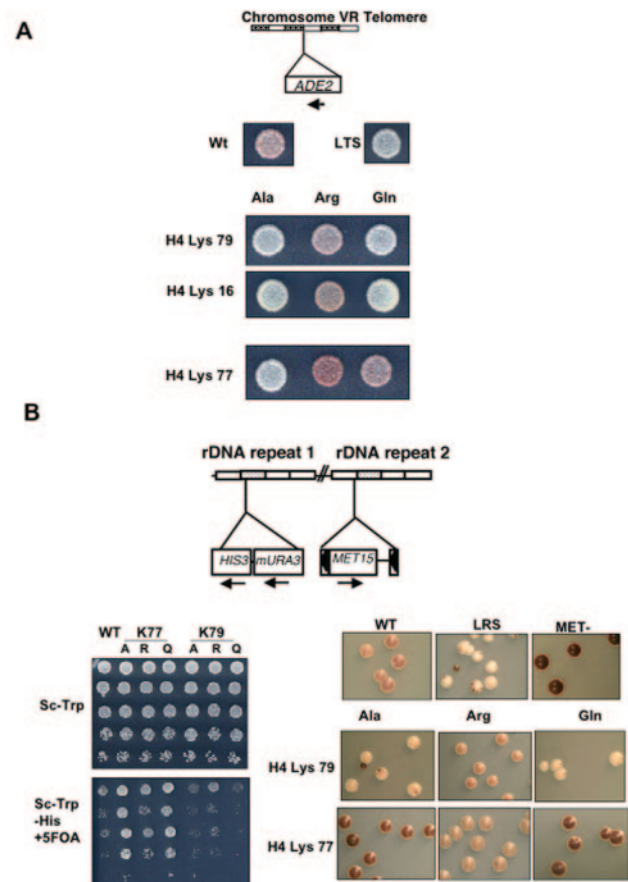 A
Chromosome VR Telomere
ADE2
Wt
LTS
Ala Arg Gln
H4 Lys 79
H4 Lys 16
H4 Lys 77
B
rDNA repeat 1 rDNA repeat 2
HIS3 mURA3 MET15
WT K77 K79
A R Q A R Q
Sc-Trp
Sc-Trp
-His
+5FOA
WT LRS MET-
Ala Arg Gln
H4 Lys 79
H4 Lys 77